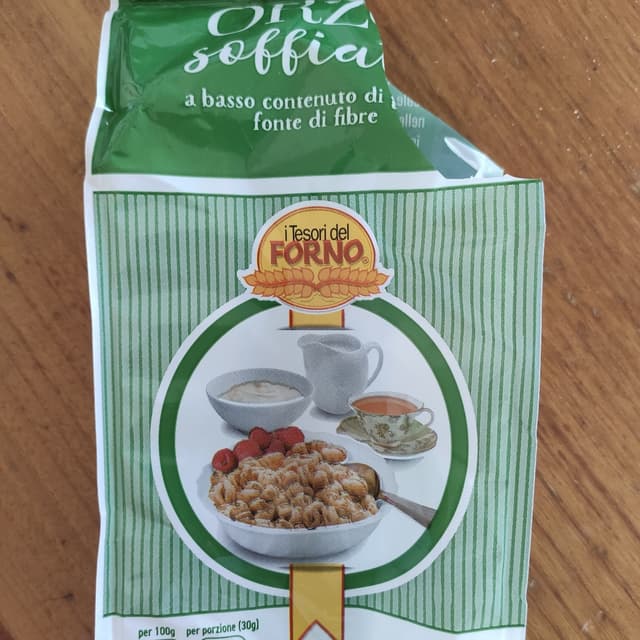 soffia
a basso contenuto di
fonte di fibre
i Tesori del
FORNO®
per 100g per porzione (30g)